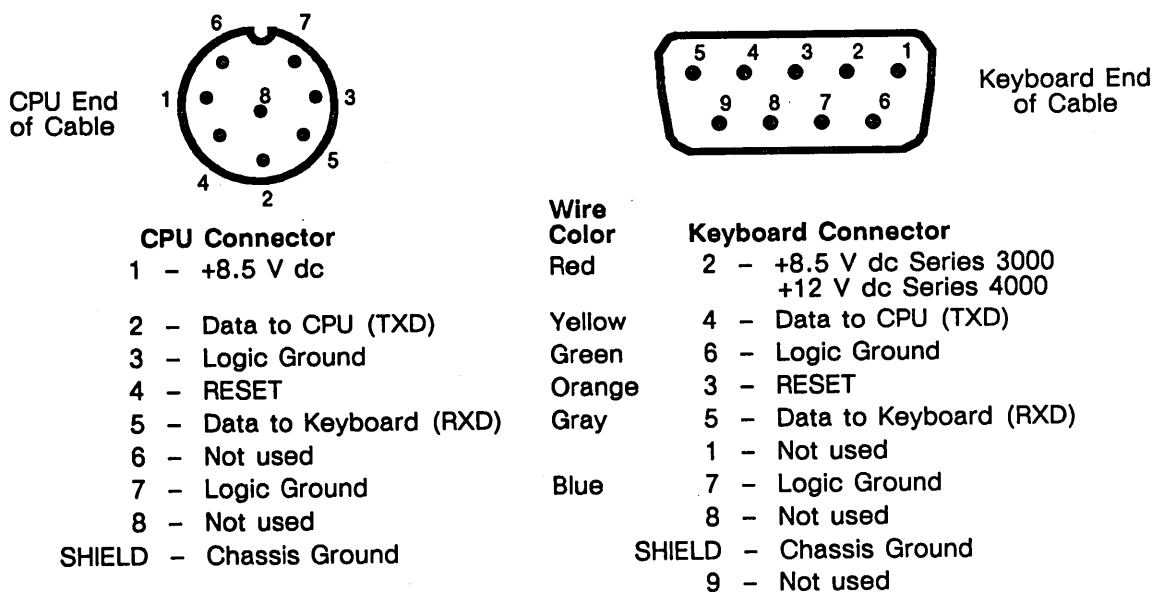 6 7
CPU End
of Cable
1 8 3
4 5
2
5 4 3 2 1
9 8 7 6
Keyboard End
of Cable
CPU Connector
1 – +8.5 V dc
2 – Data to CPU (TXD)
3 – Logic Ground
4 – RESET
5 – Data to Keyboard (RXD)
6 – Not used
7 – Logic Ground
8 – Not used
SHIELD – Chassis Ground
Wire
Color
Red
Yellow
Green
Orange
Gray
Blue
Keyboard Connector
2 – +8.5 V dc Series 3000
+12 V dc Series 4000
4 – Data to CPU (TXD)
6 – Logic Ground
3 – RESET
5 – Data to Keyboard (RXD)
1 – Not used
7 – Logic Ground
8 – Not used
SHIELD – Chassis Ground
9 – Not used